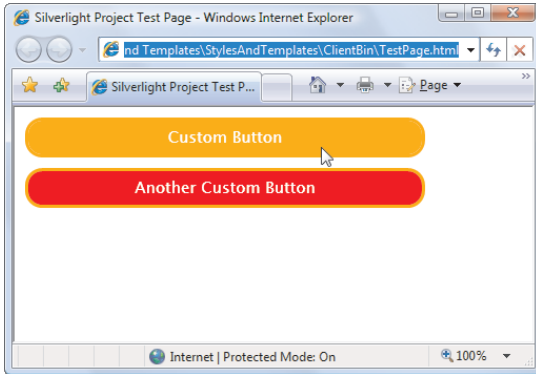 Silverlight Project Test Page - Windows Internet Explorer
nd Templates\StylesAndTemplates\ClientBin\TestPage.html
Silverlight Project Test P...
Page
Custom Button
Another Custom Button
Internet | Protected Mode: On
100%